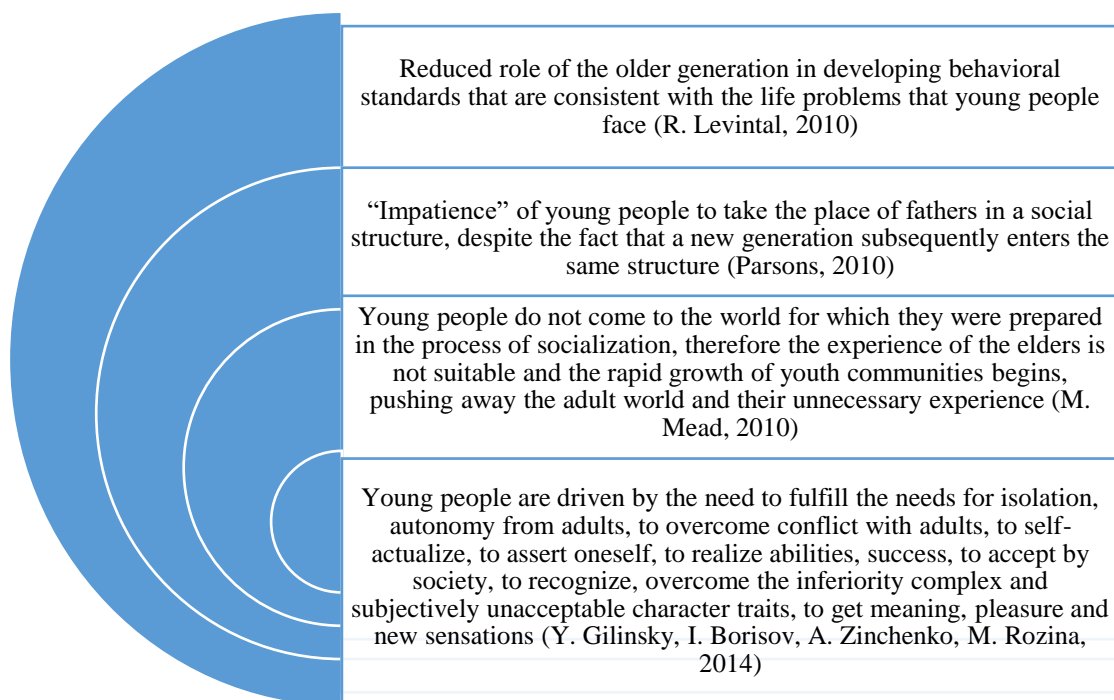 Reduced role of the older generation in developing behavioral
standards that are consistent with the life problems that young people
face (R. Levintal, 2010)
“Impatience” of young people to take the place of fathers in a social
structure, despite the fact that a new generation subsequently enters the
same structure (Parsons, 2010)
Young people do not come to the world for which they were prepared
in the process of socialization, therefore the experience of the elders is
not suitable and the rapid growth of youth communities begins,
pushing away the adult world and their unnecessary experience (M.
Mead, 2010)
Young people are driven by the need to fulfill the needs for isolation,
autonomy from adults, to overcome conflict with adults, to self-
actualize, to assert oneself, to realize abilities, success, to accept by
society, to recognize, overcome the inferiority complex and
subjectively unacceptable character traits, to get meaning, pleasure and
new sensations (Y. Gilinsky, I. Borisov, A. Zinchenko, M. Rozina,
2014)